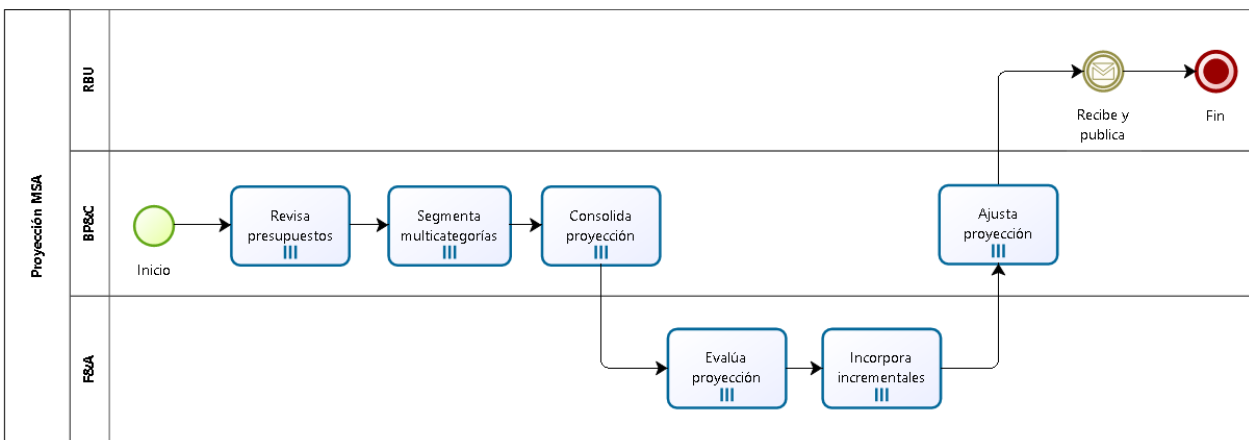 Proyección MSA
RBU
Recibe y
publica
Fin
BP&C
Inicio
Revisa
presupuestos
Segmenta
multicategorías
Consolida
proyección
Ajusta
proyección
F&A
Evalúa
proyección
Incorpora
incrementales